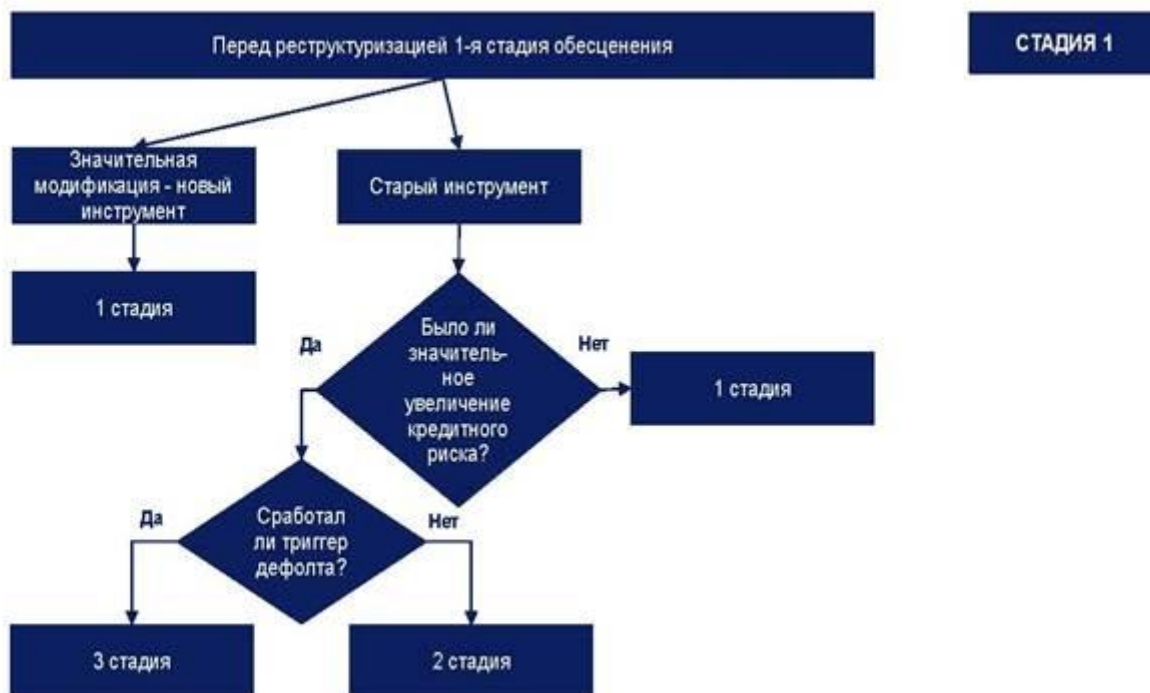 Перед реструктуризацией 1-я стадия обесценения
СТАДИЯ 1
Значительная
модификация - новый
инструмент
Старый инструмент
1 стадия
Было ли
значитель-
ное
увеличение
кредитного
риска?
Да
Нет
1 стадия
Сработал
ли триггер
дефолта?
Да
Нет
3 стадия
2 стадия